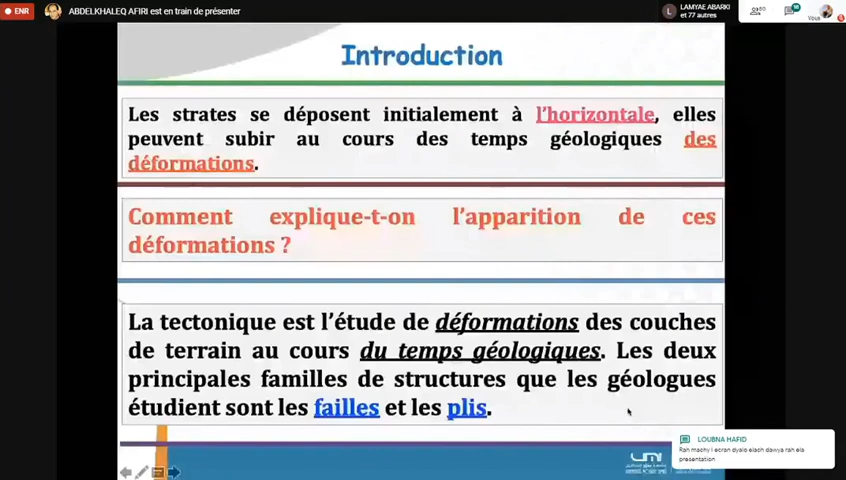 ENR
ABDELKHALEQ AFIRI est en train de présenter
LAMYAE ABARKI
et 77 autres
Vous
Introduction
Les strates se déposent initialement à l'horizontale, elles
peuvent subir au cours des temps géologiques des
déformations.
Comment explique-t-on l'apparition de ces
déformations ?
La tectonique est l'étude de déformations des couches
de terrain au cours du temps géologiques. Les deux
principales familles de structures que les géologues
étudient sont les failles et les plis.
LOUBNA HAFID
Rah machy l ecran dyalo elach dawya rah ela
presentation